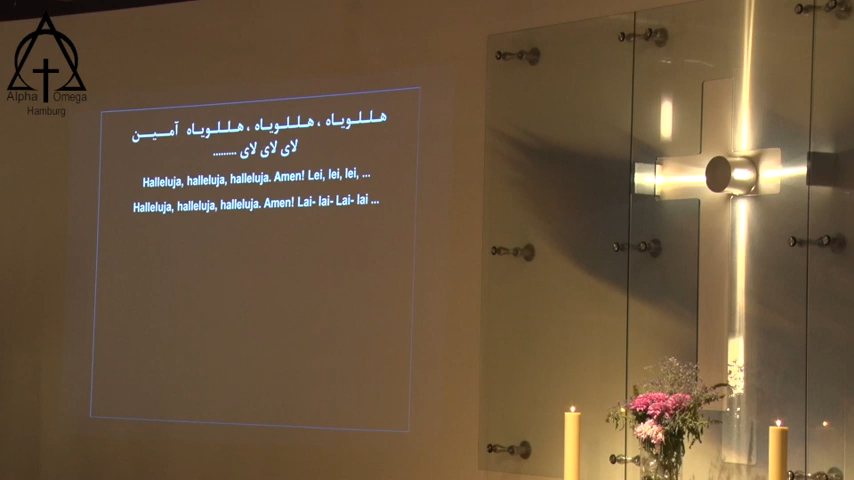 Alpha Omega
Hamburg
هللویاه ، هللویاه ، هللویاه آمین
لای لای لای .........
Halleluja, halleluja, halleluja. Amen! Lei, lei, lei, ...
Halleluja, halleluja, halleluja. Amen! Lai- lai- Lai- lai ...